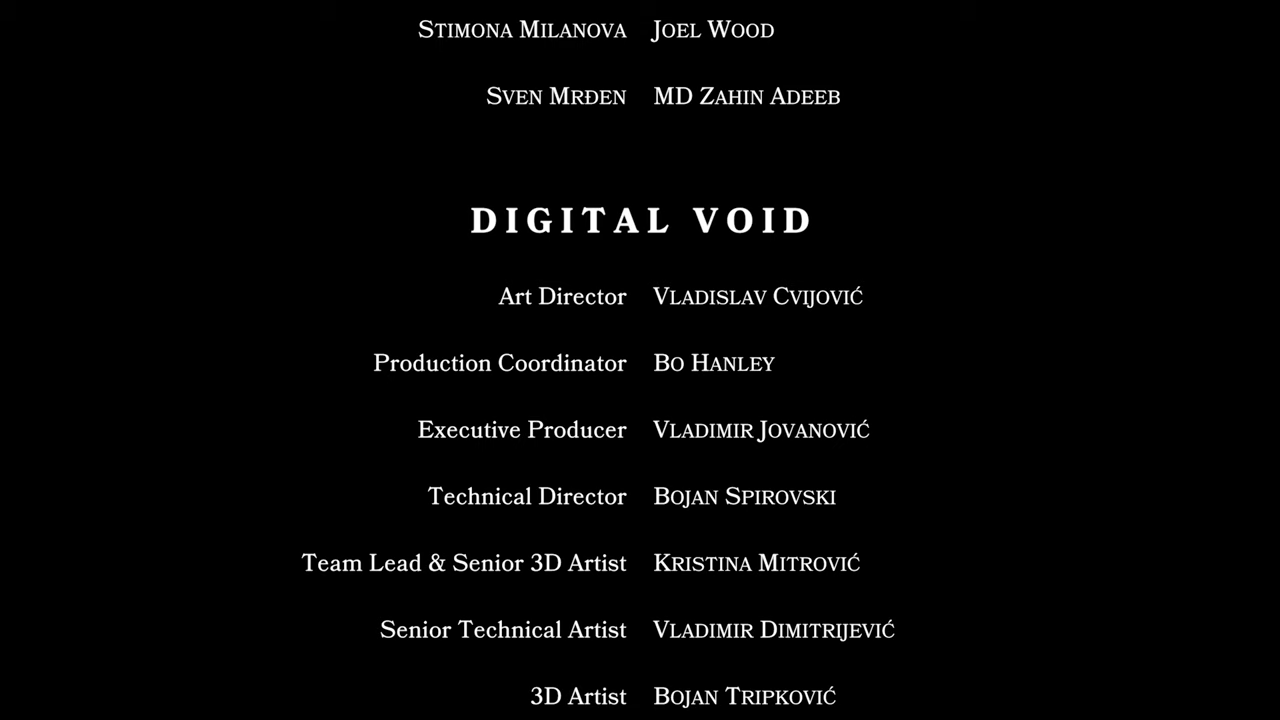 Stimona Milanova Joel Wood
Sven Mrđen MD Zahin Adeeb
DIGITAL VOID
Art Director Vladislav Cvijović
Production Coordinator Bo Hanley
Executive Producer Vladimir Jovanović
Technical Director Bojan Spirovski
Team Lead & Senior 3D Artist Kristina Mitrović
Senior Technical Artist Vladimir Dimitrijević
3D Artist Bojan Tripković